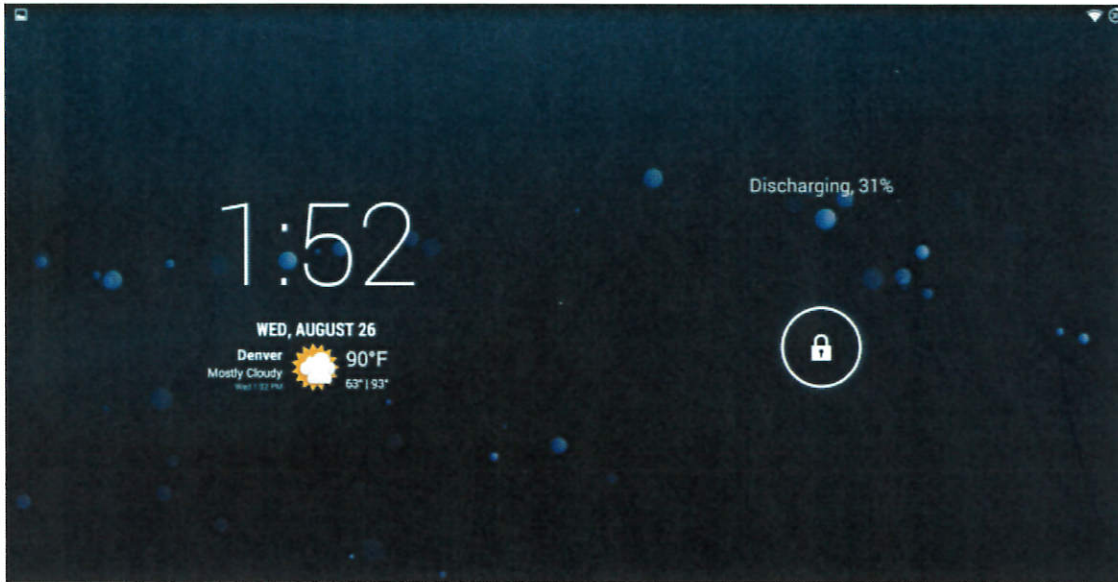 1:52
WED, AUGUST 26
Denver
Mostly Cloudy
90°F
63° | 93°
Discharging, 31%